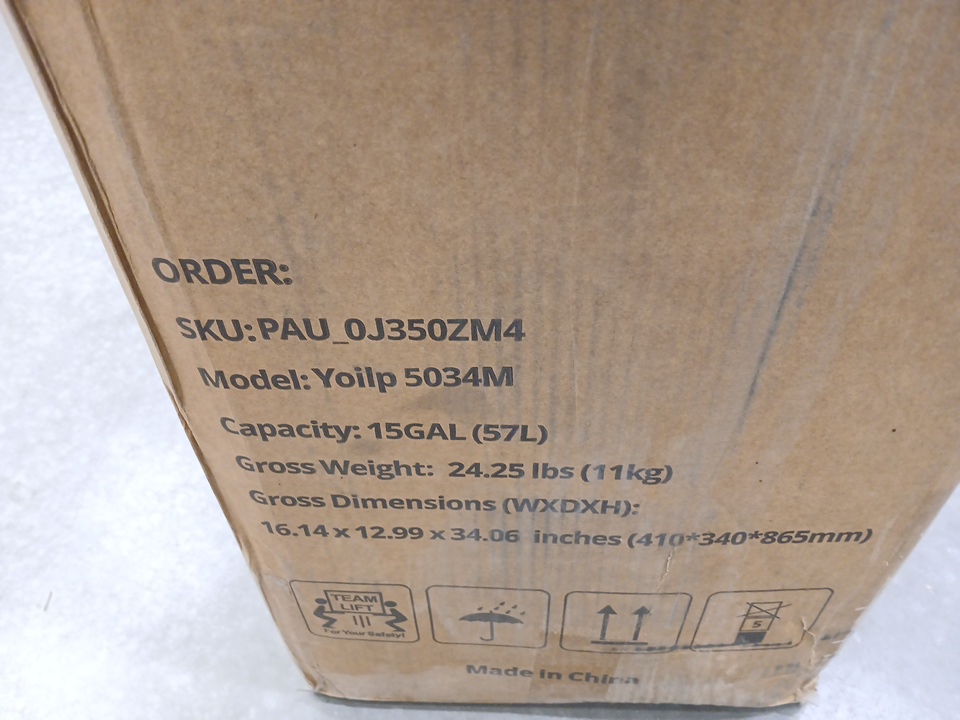 ORDER:
SKU:PAU_0J350ZM4
Model: Yoilp 5034M
Capacity: 15GAL (57L)
Gross Weight: 24.25 lbs (11kg)
Gross Dimensions (WXDXH):
16.14 x 12.99 x 34.06 inches (410*340*865mm)
TEAM
LIFT
For Your Safety!
5
Made in China